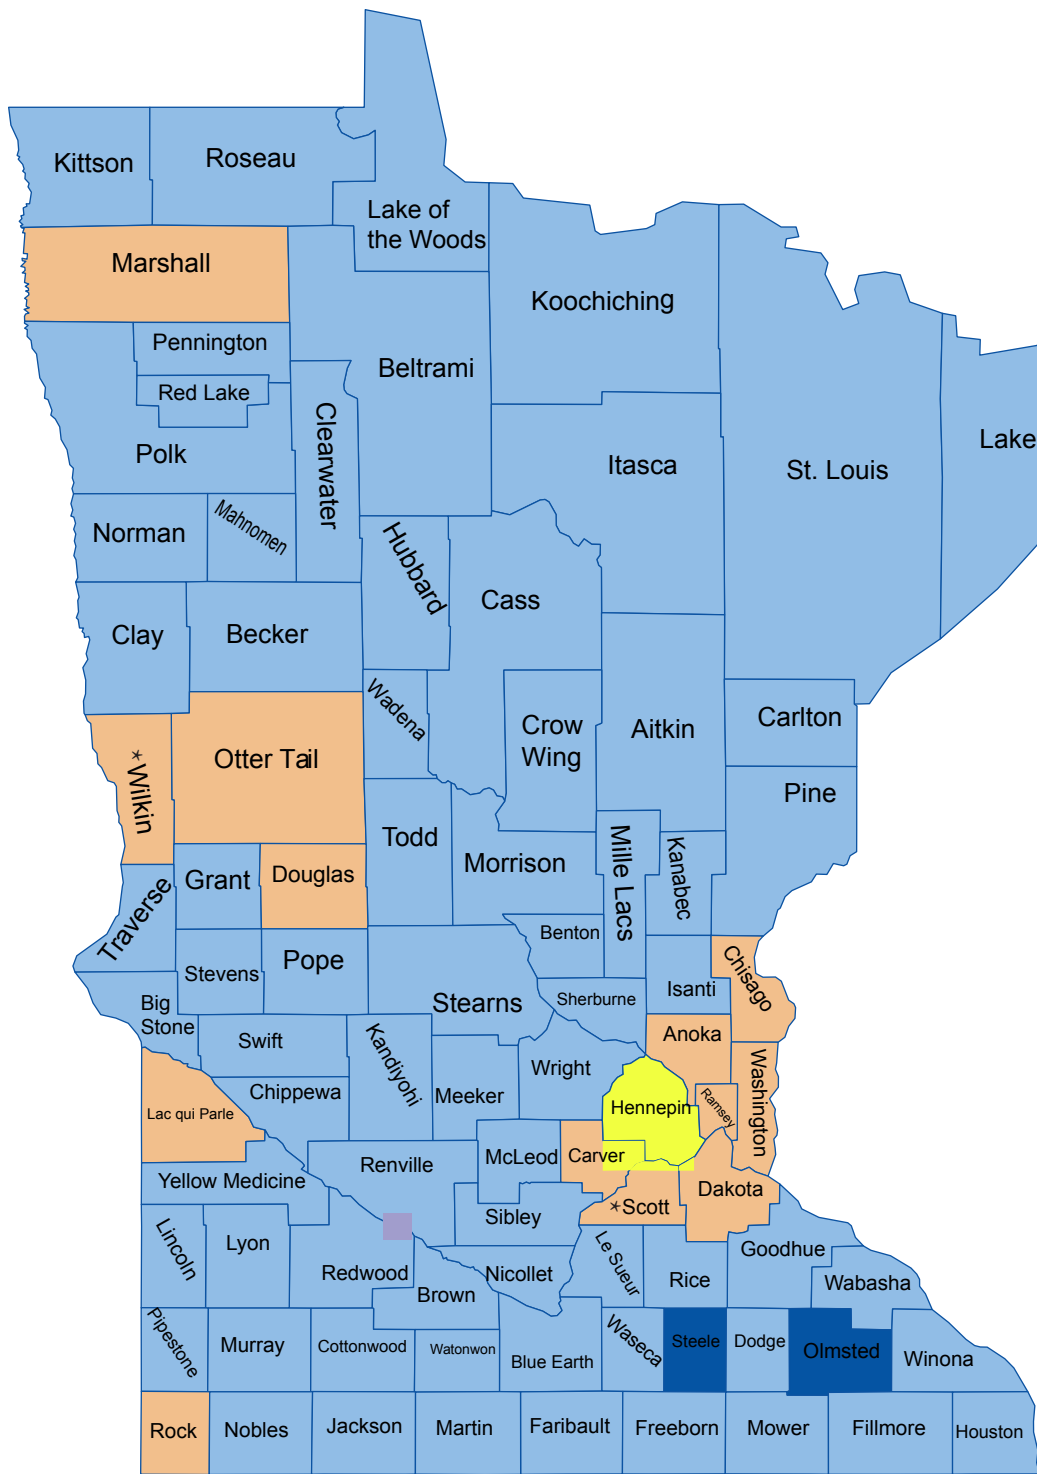 Kittson
Roseau
Lake of
the Woods
Marshall
Koochiching
Pennington
Beltrami
Red Lake
Clearwater
Polk
Itasca
St. Louis
Lake
Norman
Mahnomen
Hubbard
Cass
Clay
Becker
Wadena
Crow
Wing
Aitkin
Carlton
*Wilkin
Otter Tail
Pine
Todd
Morrison
Mille Lacs
Kanabec
Grant
Douglas
Traverse
Benton
Stevens
Pope
Stearns
Sherburne
Isanti
Chisago
Big
Stone
Swift
Kandiyohi
Meeker
Wright
Anoka
Washington
Chippewa
Lac qui Parle
Hennepin
Ramsey
Renville
McLeod
Carver
Yellow Medicine
Dakota
*Scott
Sibley
Lincoln
Lyon
Redwood
Nicollet
Le Sueur
Rice
Goodhue
Wabasha
Brown
Pipestone
Murray
Cottonwood
Watonwon
Blue Earth
Waseca
Steele
Dodge
Olmsted
Winona
Rock
Nobles
Jackson
Martin
Faribault
Freeborn
Mower
Fillmore
Houston